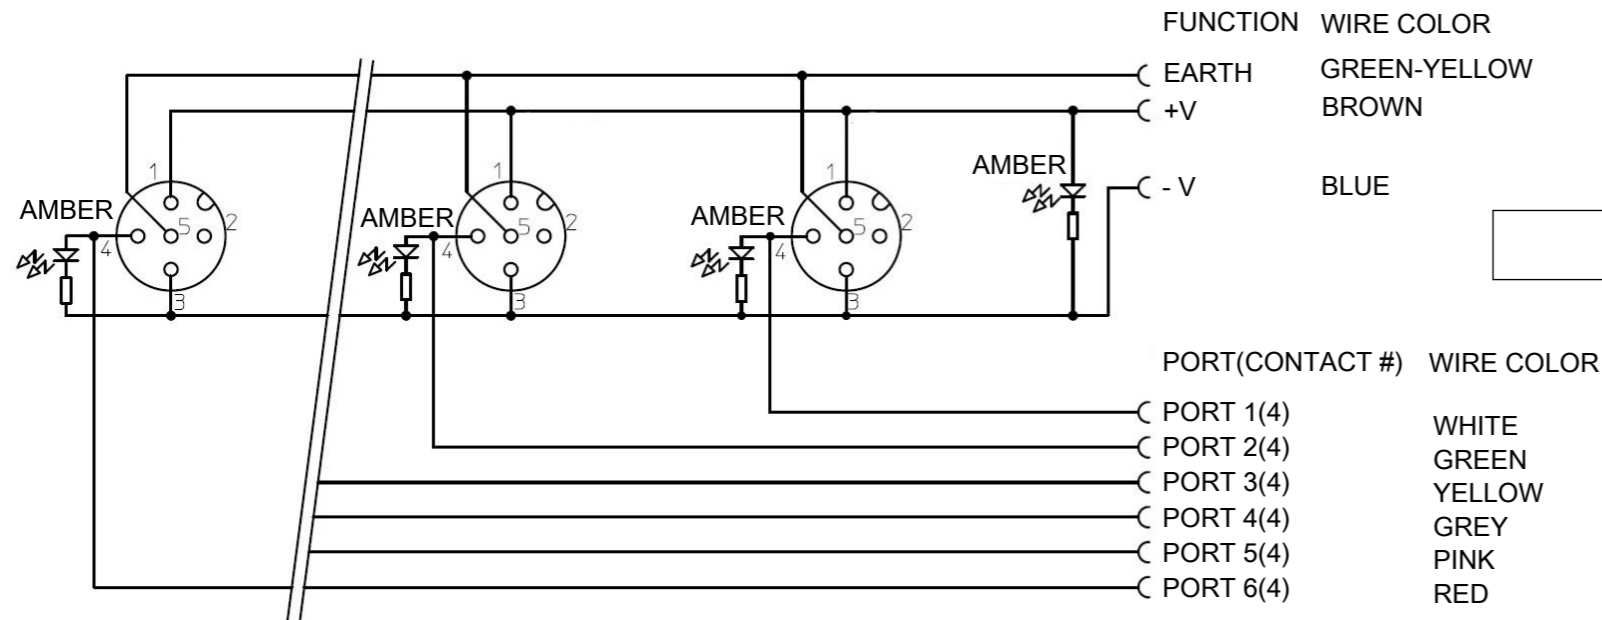 FUNCTION WIRE COLOR
EARTH GREEN-YELLOW
+V BROWN
- V BLUE
AMBER
1
2
3
4
5
AMBER
1
2
3
4
5
AMBER
1
2
3
4
5
AMBER
PORT(CONTACT #) WIRE COLOR
PORT 1(4) WHITE
PORT 2(4) GREEN
PORT 3(4) YELLOW
PORT 4(4) GREY
PORT 5(4) PINK
PORT 6(4) RED